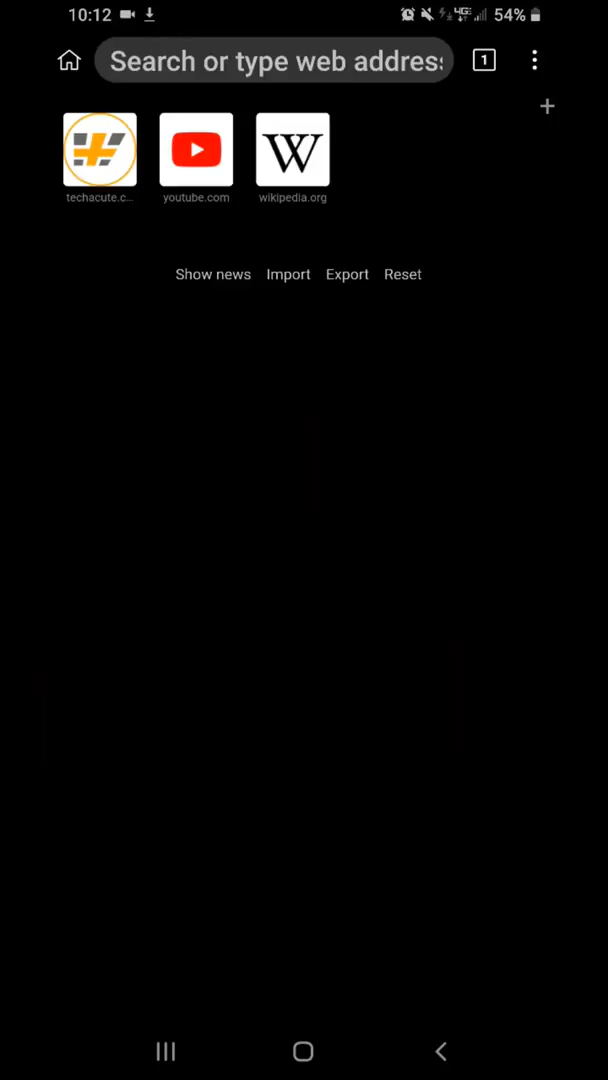 10:12 4G 54%
Search or type web address
1
W
techacute.c... youtube.com wikipedia.org
Show news Import Export Reset